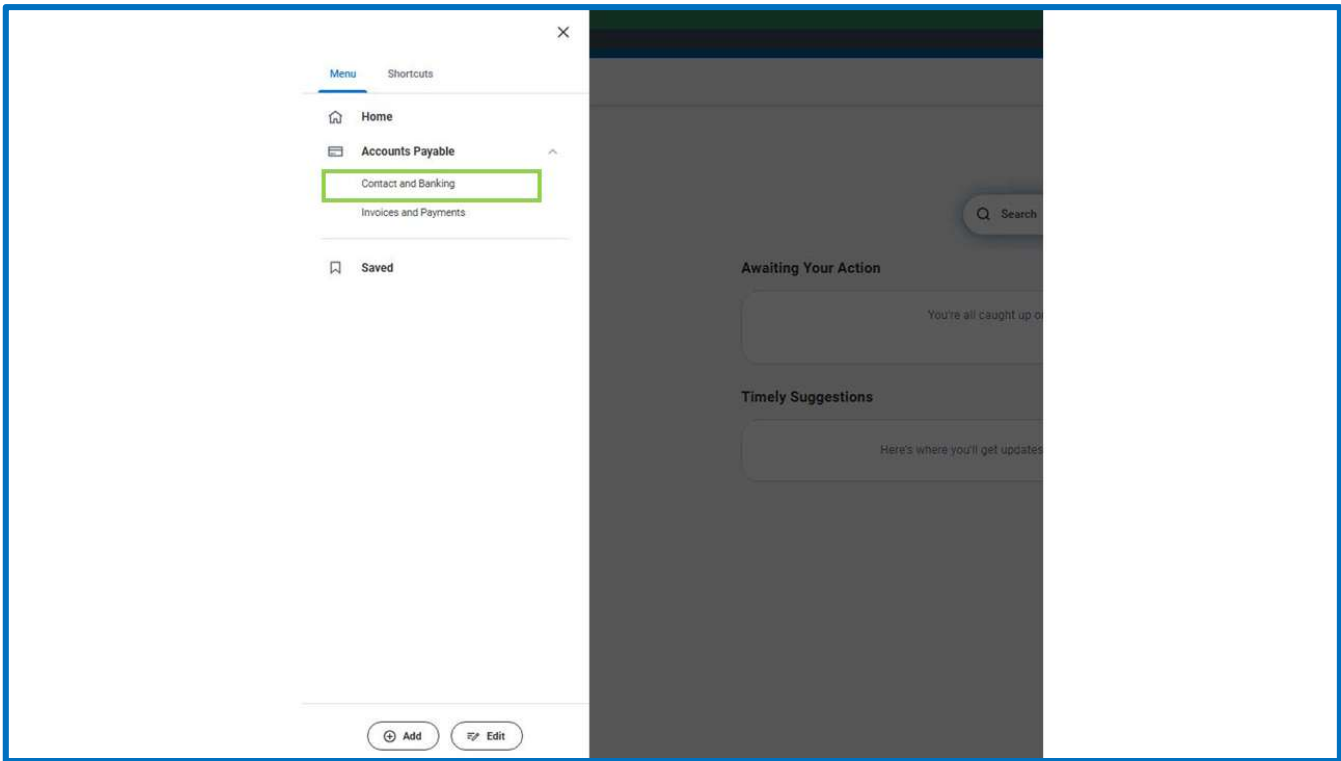 Menu Shortcuts
Home
Accounts Payable
Contact and Banking
Invoices and Payments
Saved
Add Edit
Search
Awaiting Your Action
You're all caught up o
Timely Suggestions
Here's where you'll get updates